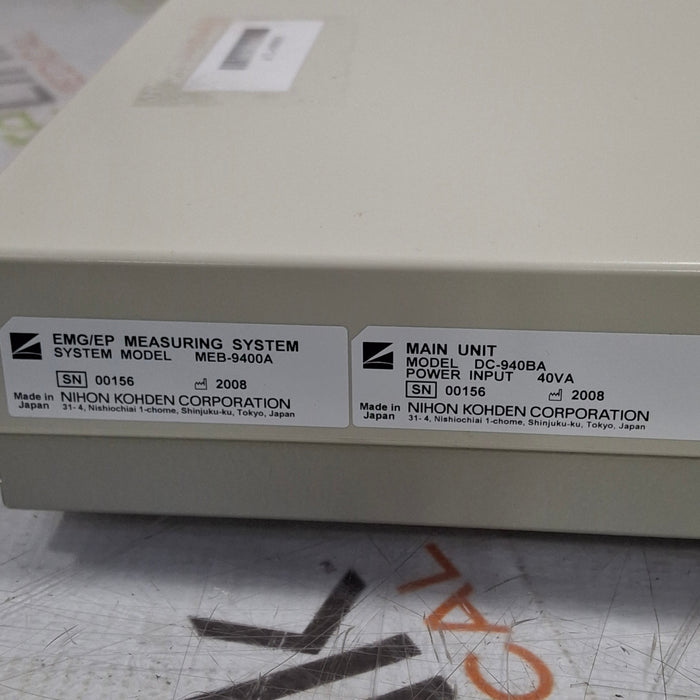 EMG/EP MEASURING SYSTEM
SYSTEM MODEL MEB-9400A
SN 00156 2008
Made in Japan NIHON KOHDEN CORPORATION
31-4, Nishiochiai 1-chome, Shinjuku-ku, Tokyo, Japan
MAIN UNIT
MODEL DC-940BA
POWER INPUT 40VA
SN 00156 2008
Made in Japan NIHON KOHDEN CORPORATION
31-4, Nishiochiai 1-chome, Shinjuku-ku, Tokyo, Japan
CAL